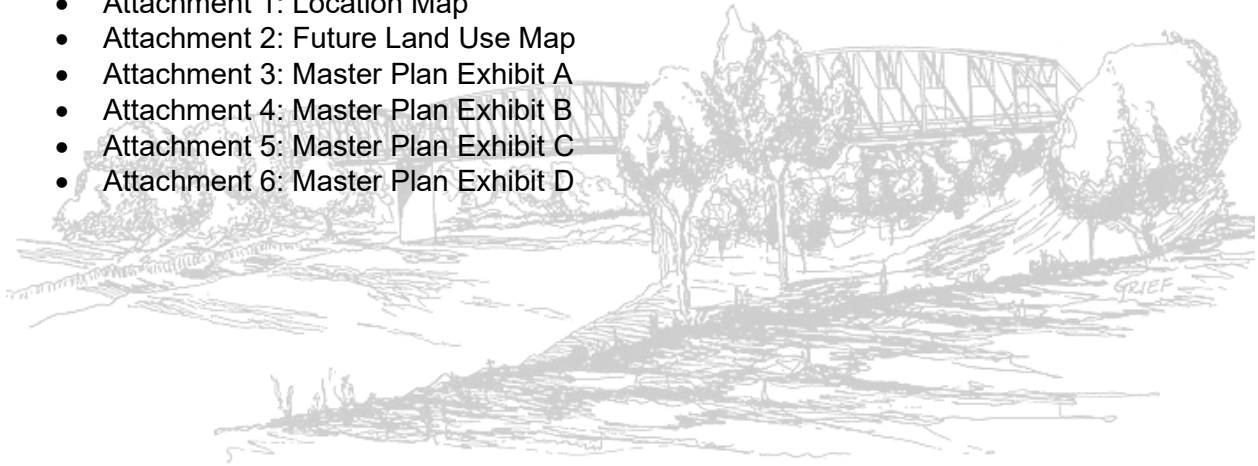 • Attachment 1: Location Map
• Attachment 2: Future Land Use Map
• Attachment 3: Master Plan Exhibit A
• Attachment 4: Master Plan Exhibit B
• Attachment 5: Master Plan Exhibit C
• Attachment 6: Master Plan Exhibit D
GRIEF